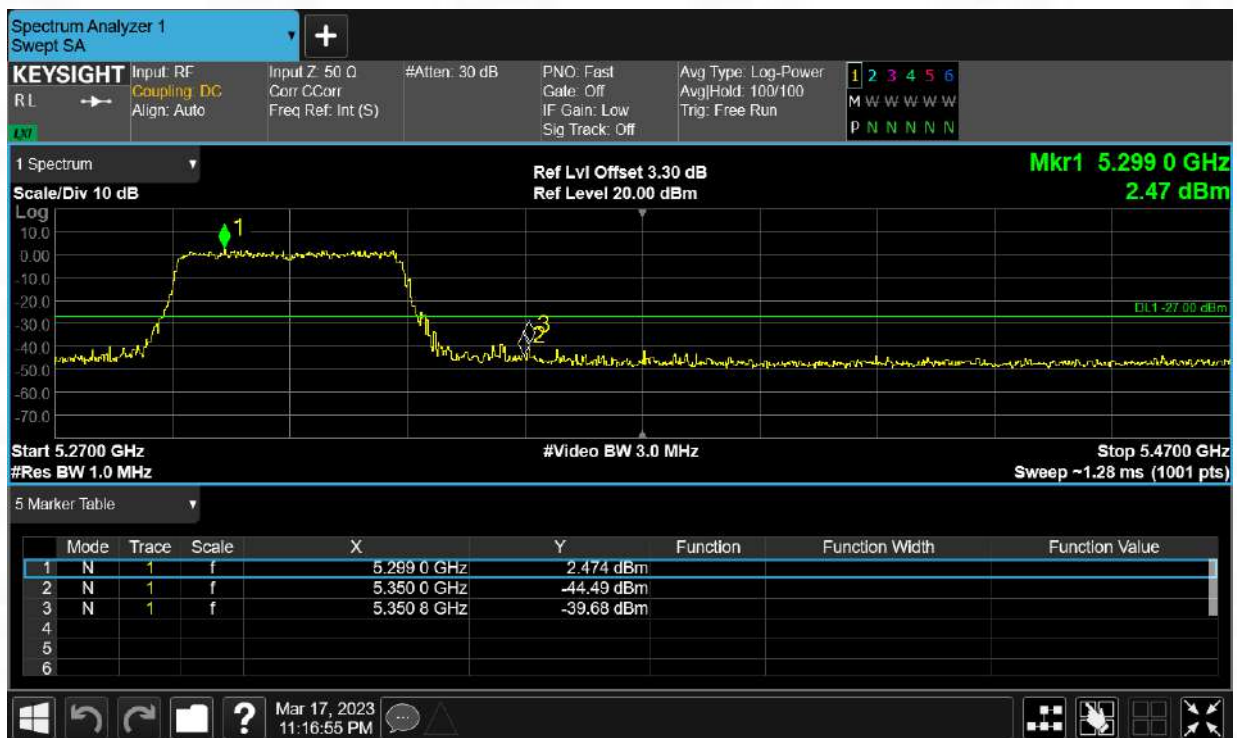 Spectrum Analyzer 1
Swept SA
+
KEYSIGHT Input: RF Input Z: 50 Ω #Atten: 30 dB PNO: Fast Avg Type: Log-Power 1 2 3 4 5 6
RL Coupling: DC Corr CCorr Gate: Off Avg|Hold: 100/100 M W W W W W
Align: Auto Freq Ref: Int (S) IF Gain: Low Trig: Free Run
LXI Sig Track: Off P N N N N N
1 Spectrum Ref Lvl Offset 3.30 dB Mkr1 5.299 0 GHz
Scale/Div 10 dB Ref Level 20.00 dBm 2.47 dBm
Log
1
10.0
0.00
-10.0
-20.0
DL1 -27.00 dBm
-30.0
3
2
-40.0
-50.0
-60.0
-70.0
Start 5.2700 GHz #Video BW 3.0 MHz Stop 5.4700 GHz
#Res BW 1.0 MHz Sweep ~1.28 ms (1001 pts)
5 Marker Table
Mode Trace Scale X Y Function Function Width Function Value
1 N 1 f 5.299 0 GHz 2.474 dBm
2 N 1 f 5.350 0 GHz -44.49 dBm
3 N 1 f 5.350 8 GHz -39.68 dBm
4
5
6
? Mar 17, 2023
11:16:55 PM